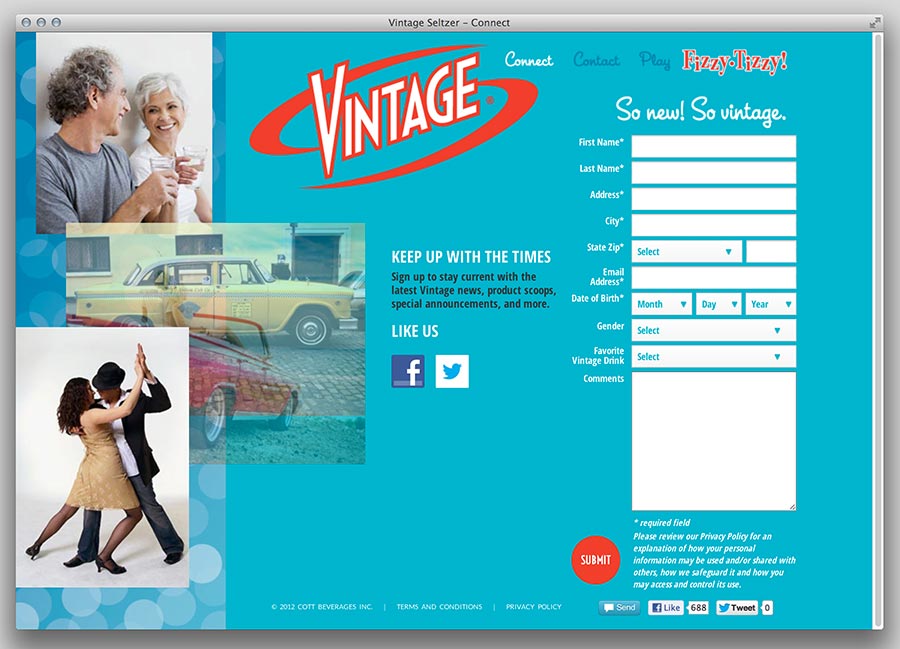 Vintage Seltzer – Connect
VINTAGE®
Connect Contact Play Fizzy·Tizzy!
So new! So vintage.
First Name*
Last Name*
Address*
City*
State Zip* Select
Email
Address*
Date of Birth* Month Day Year
Gender Select
Favorite
Vintage Drink Select
Comments
KEEP UP WITH THE TIMES
Sign up to stay current with the
latest Vintage news, product scoops,
special announcements, and more.
LIKE US
f
* required field
Please review our Privacy Policy for an
explanation of how your personal
information may be used and/or shared with
others, how we safeguard it and how you
may access and control its use.
SUBMIT
© 2012 COTT BEVERAGES INC. | TERMS AND CONDITIONS | PRIVACY POLICY
Send f Like 688 Tweet 0